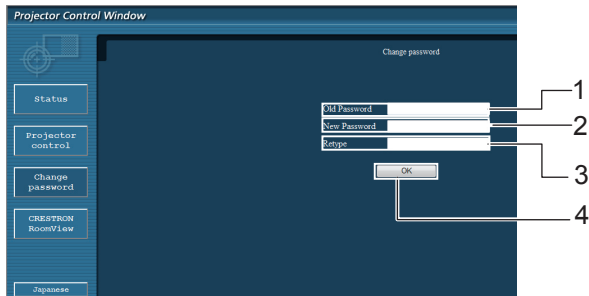 Projector Control Window
Change password
Status
Projector
control
Change
password
CRESTRON
RoomView
Japanese
Old Password
New Password
Retype
OK
1
2
3
4